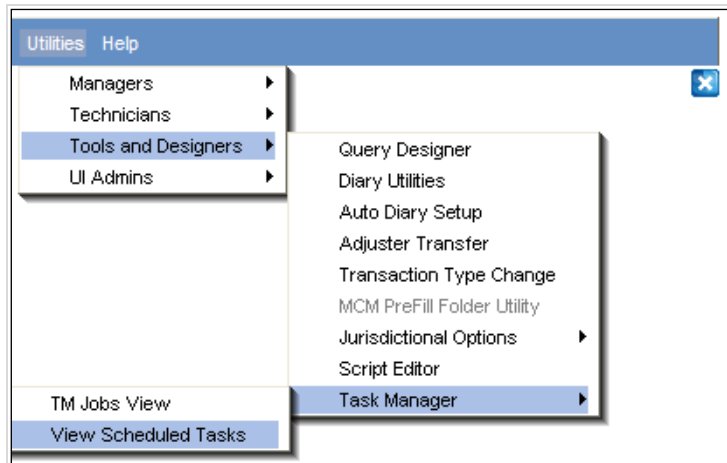 Utilities Help
Managers
Technicians
Tools and Designers
UI Admins
Query Designer
Diary Utilities
Auto Diary Setup
Adjuster Transfer
Transaction Type Change
MCM PreFill Folder Utility
Jurisdictional Options
Script Editor
Task Manager
TM Jobs View
View Scheduled Tasks